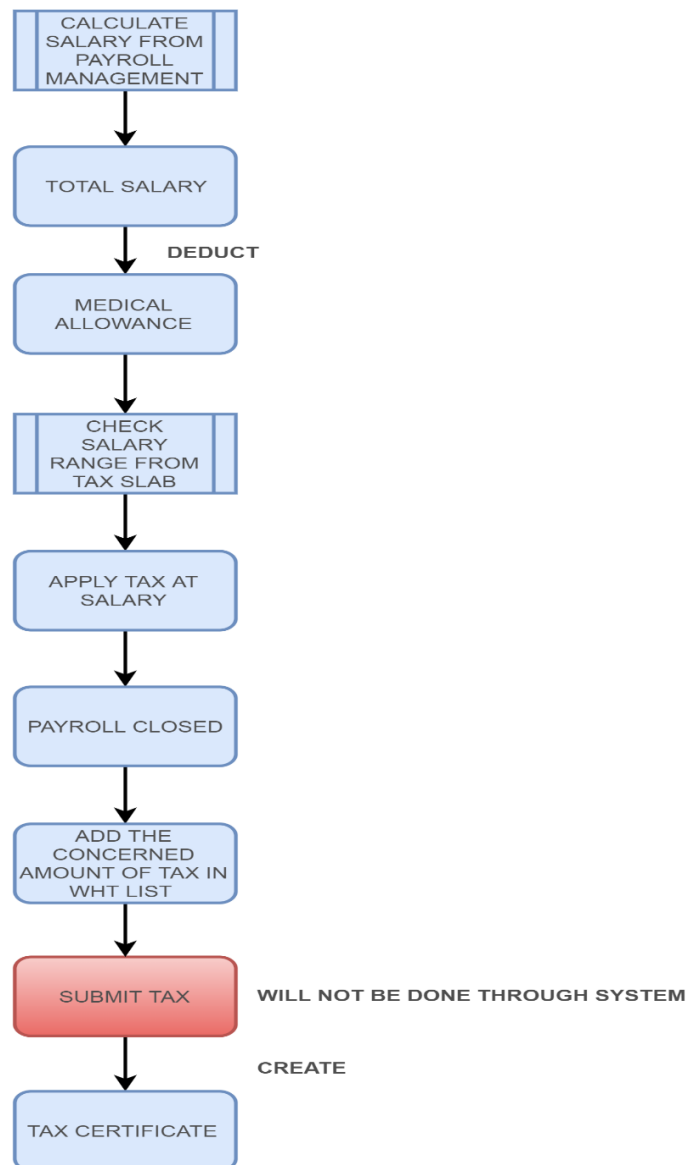 CALCULATE
SALARY FROM
PAYROLL
MANAGEMENT
TOTAL SALARY
DEDUCT
MEDICAL
ALLOWANCE
CHECK
SALARY
RANGE FROM
TAX SLAB
APPLY TAX AT
SALARY
PAYROLL CLOSED
ADD THE
CONCERNED
AMOUNT OF TAX IN
WHT LIST
SUBMIT TAX
WILL NOT BE DONE THROUGH SYSTEM
CREATE
TAX CERTIFICATE